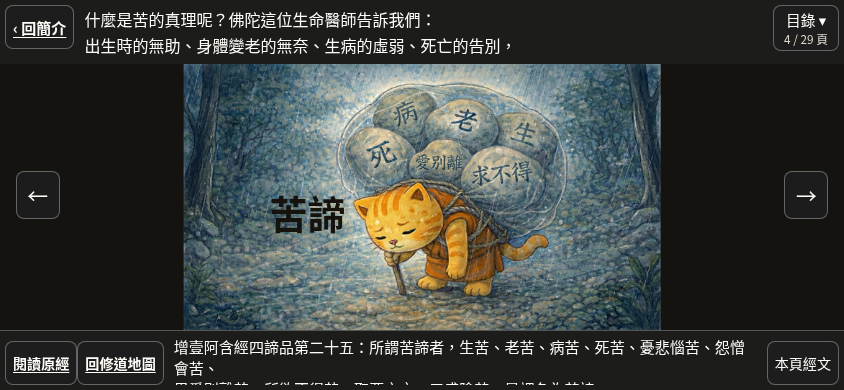 ‹ 回簡介
什麼是苦的真理呢？佛陀這位生命醫師告訴我們：
出生時的無助、身體變老的無奈、生病的虛弱、死亡的告別，
目錄 ▾
4 / 29 頁
病
老
生
死
愛別離
求不得
苦諦
←
→
閱讀原經
回修道地圖
增壹阿含經四諦品第二十五：所謂苦諦者，生苦、老苦、病苦、死苦、憂悲惱苦、怨憎
會苦、
本頁經文